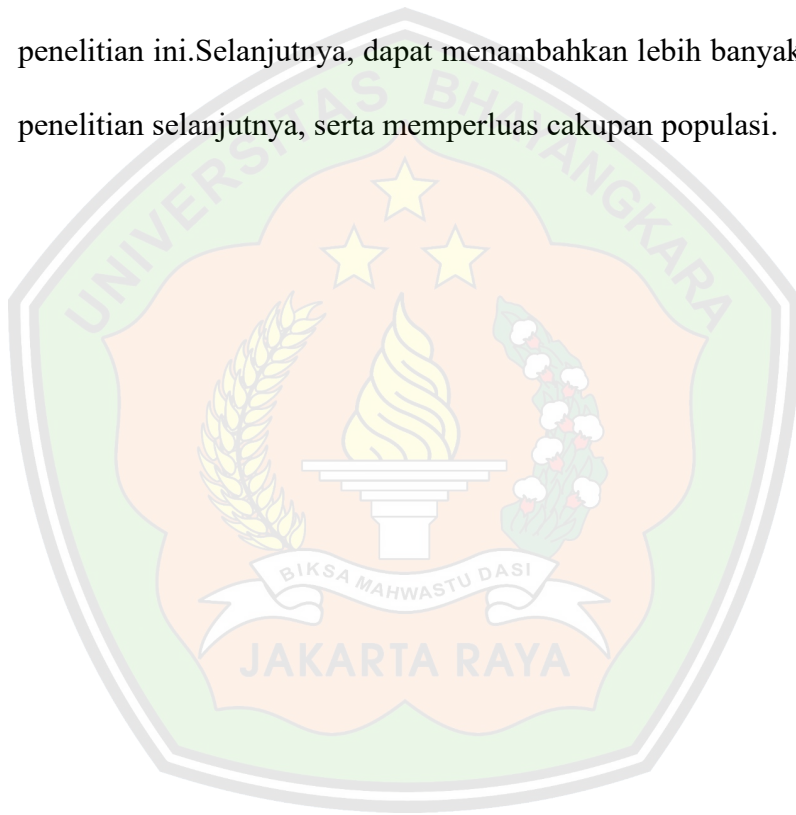 penelitian ini.Selanjutnya, dapat menambahkan lebih banyak
penelitian selanjutnya, serta memperluas cakupan populasi.
UNIVERSITAS BHAYANGKARA
BIKSA MAHWASTU DASI
JAKARTA RAYA